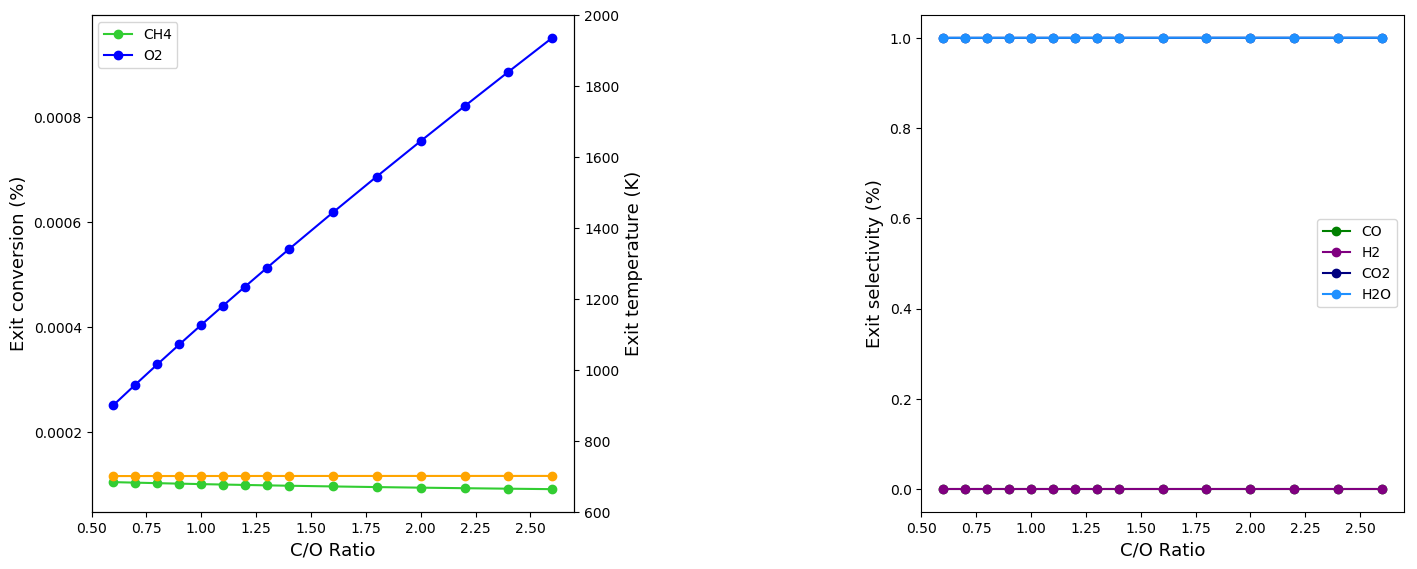 CH4
O2
0.0008
0.0006
0.0004
0.0002
Exit conversion (%)
2000
1800
1600
1400
1200
1000
800
600
Exit temperature (K)
0.50 0.75 1.00 1.25 1.50 1.75 2.00 2.25 2.50
C/O Ratio
1.0
0.8
0.6
0.4
0.2
0.0
Exit selectivity (%)
CO
H2
CO2
H2O
0.50 0.75 1.00 1.25 1.50 1.75 2.00 2.25 2.50
C/O Ratio